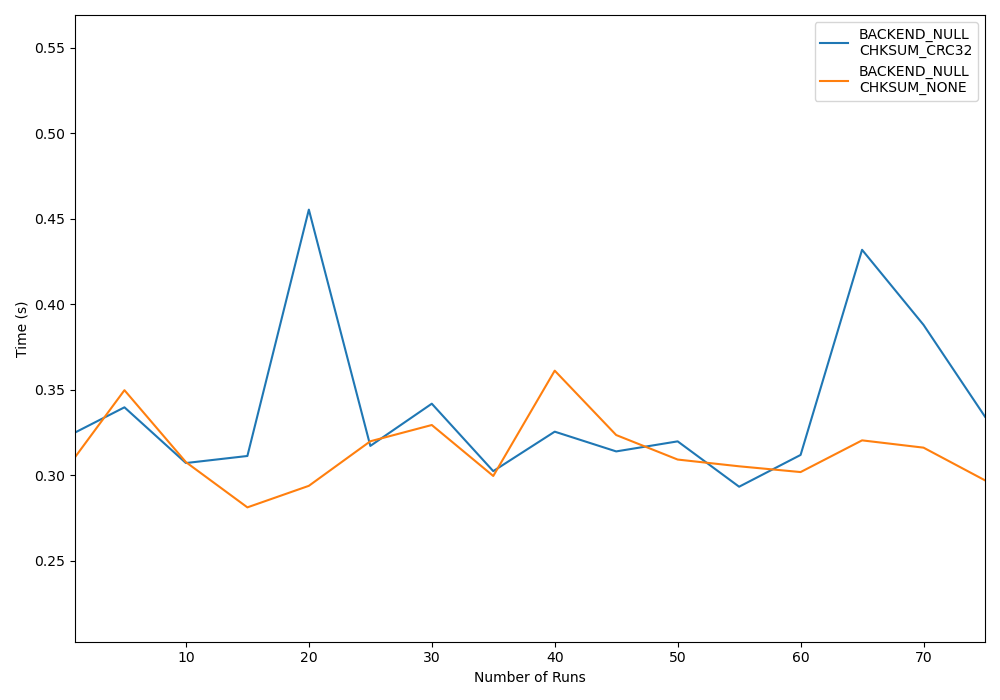 BACKEND_NULL
CHKSUM_CRC32
BACKEND_NULL
CHKSUM_NONE
0.55
0.50
0.45
0.40
0.35
0.30
0.25
Time (s)
10 20 30 40 50 60 70
Number of Runs